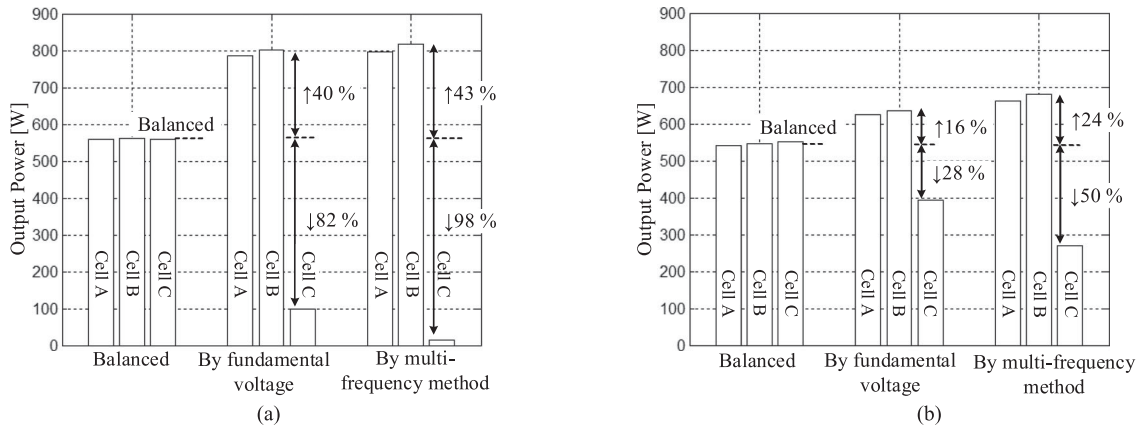 900
800
700
600
500
400
300
200
100
0
Output Power [W]
Balanced
↑40 %
↓82 %
↑43 %
↓98 %
Cell A
Cell B
Cell C
Cell A
Cell B
Cell C
Cell A
Cell B
Cell C
Balanced
By fundamental
voltage
By multi-
frequency method
(a)
900
800
700
600
500
400
300
200
100
0
Output Power [W]
Balanced
↑16 %
↓28 %
↑24 %
↓50 %
Cell A
Cell B
Cell C
Cell A
Cell B
Cell C
Cell A
Cell B
Cell C
Balanced
By fundamental
voltage
By multi-frequency
method
(b)